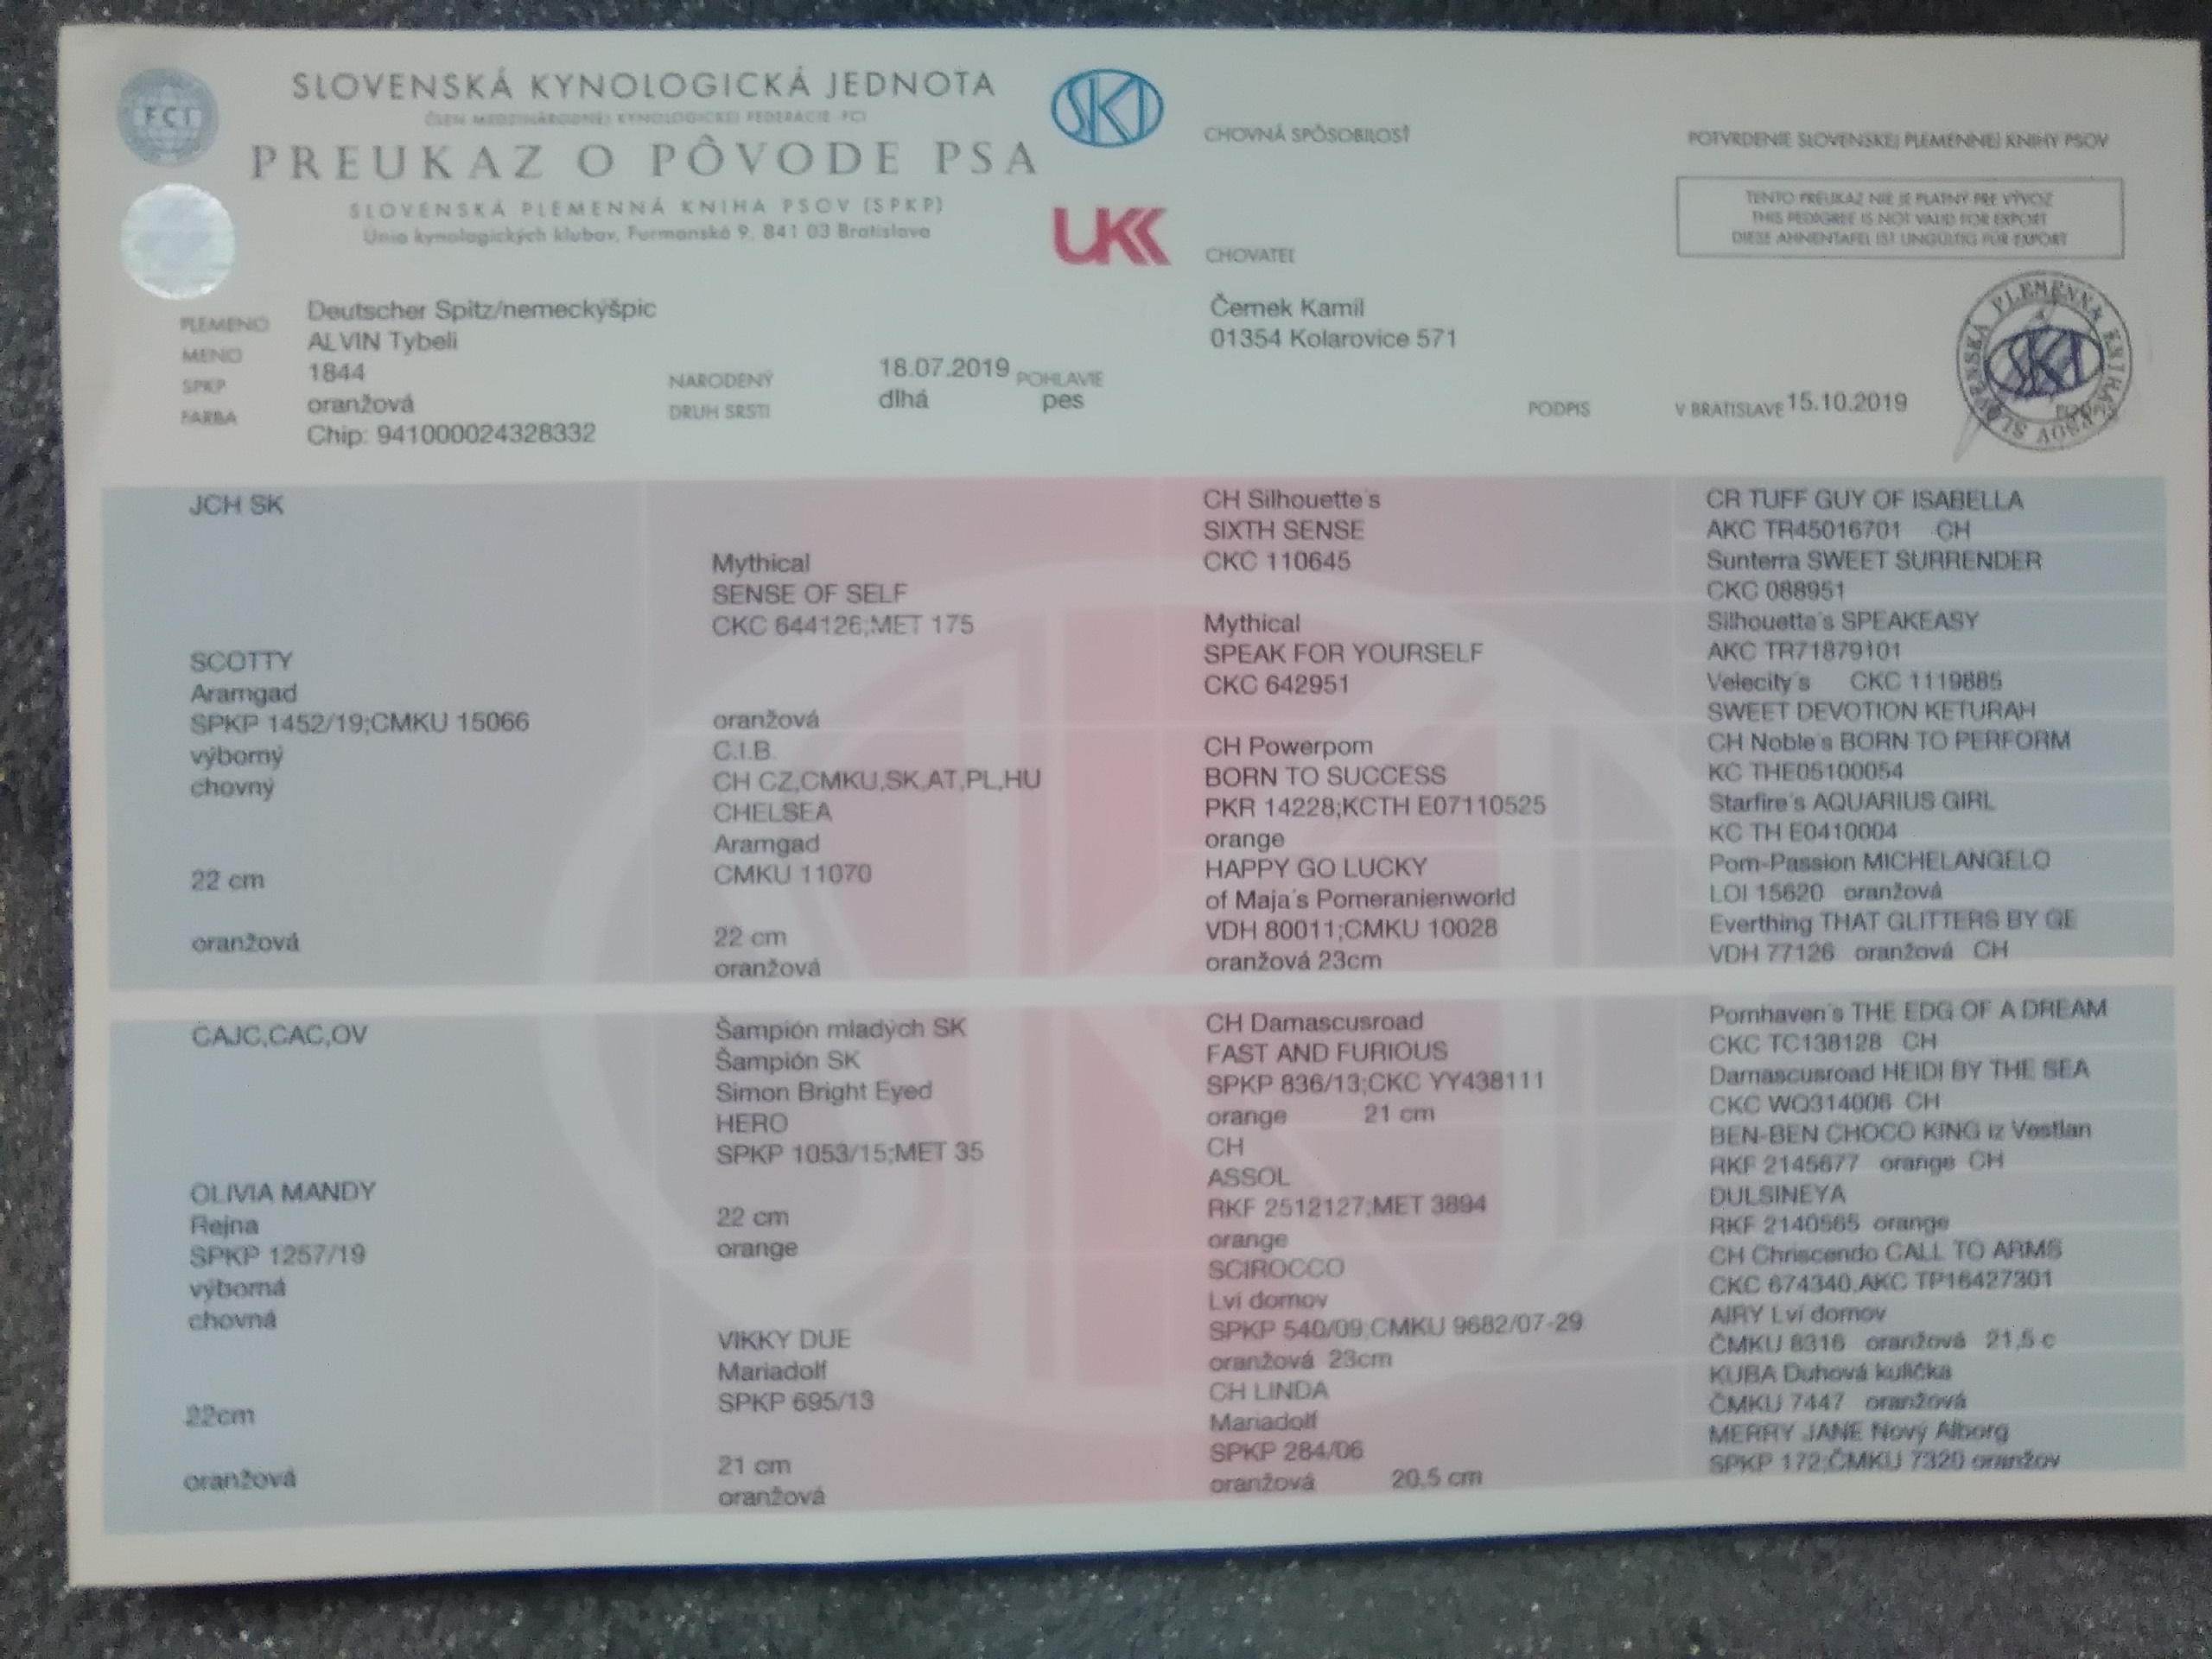 FCI
SLOVENSKÁ KYNOLOGICKÁ JEDNOTA
ČLEN MEDZINÁRODNEJ KYNOLOGICKEJ FEDERÁCIE FCI
PREUKAZ O PÔVODE PSA
SLOVENSKÁ PLEMENNÁ KNIHA PSOV (SPKP)
Únia kynologických klubov, Furmanská 9, 841 03 Bratislava
SKJ
UKK
CHOVNÁ SPÔSOBILOSŤ
CHOVATEĽ
Černek Kamil
01354 Kolarovice 571
POTVRDENIE SLOVENSKEJ PLEMENNEJ KNIHY PSOV
TENTO PREUKAZ NIE JE PLATNÝ PRE VÝVOZ
THIS PEDIGREE IS NOT VALID FOR EXPORT
DIESE AHNENTAFEL IST UNGÜLTIG FÜR EXPORT
PLEMENO Deutscher Spitz/nemeckýšpic
MENO ALVIN Tybeli
SPKP 1844
FARBA oranžová
Chip: 941000024328332
NARODENÝ 18.07.2019 POHLAVIE
DRUH SRSTI dlhá pes
PODPIS
V BRATISLAVE 15.10.2019
SLOVENSKÁ PLEMENNÁ KNIHA PSOV
SKJ
PODPIS
JCH SK
SCOTTY
Aramgad
SPKP 1452/19;CMKU 15066
výborný
chovný
22 cm
oranžová
Mythical
SENSE OF SELF
CKC 644126;MET 175
oranžová
C.I.B.
CH CZ,CMKU,SK,AT,PL,HU
CHELSEA
Aramgad
CMKU 11070
22 cm
oranžová
CH Silhouette´s
SIXTH SENSE
CKC 110645
Mythical
SPEAK FOR YOURSELF
CKC 642951
CH Powerpom
BORN TO SUCCESS
PKR 14228;KCTH E07110525
orange
HAPPY GO LUCKY
of Maja´s Pomeranienworld
VDH 80011;CMKU 10028
oranžová 23cm
CR TUFF GUY OF ISABELLA
AKC TR45016701 CH
Sunterra SWEET SURRENDER
CKC 088951
Silhouette´s SPEAKEASY
AKC TR71879101
Velecity´s CKC 1119885
SWEET DEVOTION KETURAH
CH Noble´s BORN TO PERFORM
KC THE05100054
Starfire´s AQUARIUS GIRL
KC TH E0410004
Pom-Passion MICHELANGELO
LOI 15620 oranžová
Everthing THAT GLITTERS BY GE
VDH 77126 oranžová CH
CAJC,CAC,OV
OLIVIA MANDY
Rejna
SPKP 1257/19
výborná
chovná
22cm
oranžová
Šampión mladých SK
Šampión SK
Simon Bright Eyed
HERO
SPKP 1053/15;MET 35
22 cm
orange
VIKKY DUE
Mariadolf
SPKP 695/13
21 cm
oranžová
CH Damascusroad
FAST AND FURIOUS
SPKP 836/13;CKC YY438111
orange 21 cm
CH
ASSOL
RKF 2512127;MET 3894
orange
SCIROCCO
Lví domov
SPKP 540/09;CMKU 9682/07-29
oranžová 23cm
CH LINDA
Mariadolf
SPKP 284/06
oranžová 20,5 cm
Pomhaven´s THE EDG OF A DREAM
CKC TC138128 CH
Damascusroad HEIDI BY THE SEA
CKC WQ314006 CH
BEN-BEN CHOCO KING iz Vestlan
RKF 2145677 orange CH
DULSINEYA
RKF 2140565 orange
CH Chriscendo CALL TO ARMS
CKC 674340,AKC TP16427301
AIRY Lví domov
ČMKU 8316 oranžová 21,5 c
KUBA Duhová kulička
ČMKU 7447 oranžová
MERRY JANE Nový Alborg
SPKP 172;ČMKU 7320 oranžov